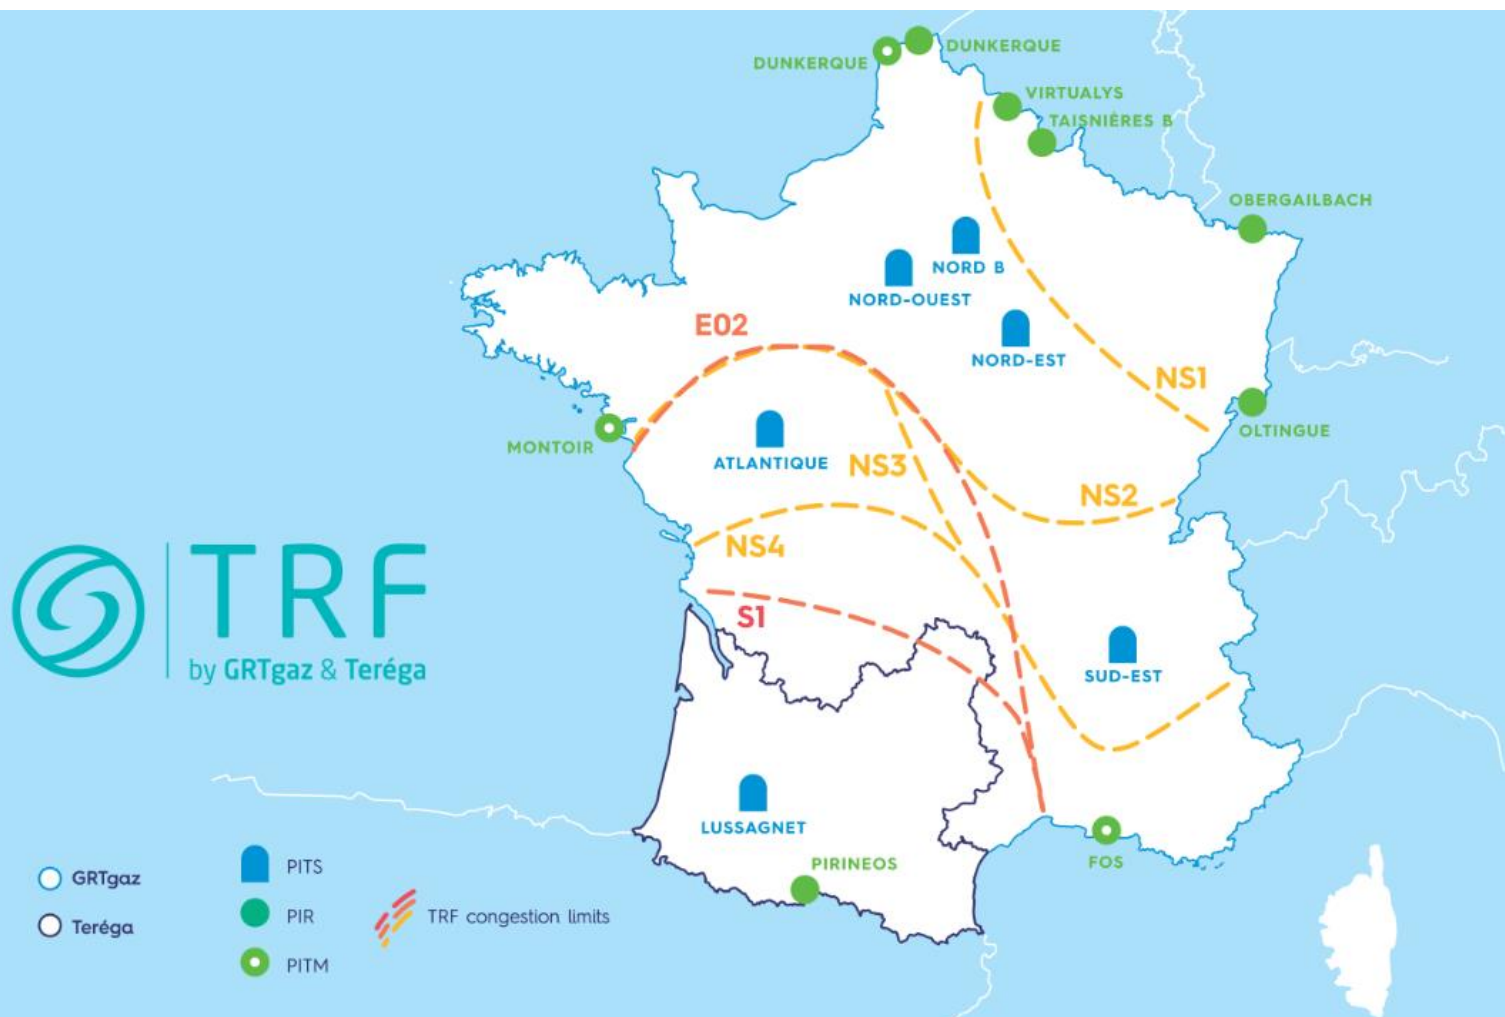 DUNKERQUE
DUNKERQUE
VIRTUALYS
TAISNIÈRES B
OBERGAILBACH
NORD B
NORD-OUEST
E02
NORD-EST
NS1
OLTINGUE
MONTOIR
ATLANTIQUE
NS3
NS2
NS4
S1
TRF
by GRTgaz & Teréga
SUD-EST
LUSSAGNET
PIRINEOS
FOS
GRTgaz
Teréga
PITS
PIR
PITM
TRF congestion limits